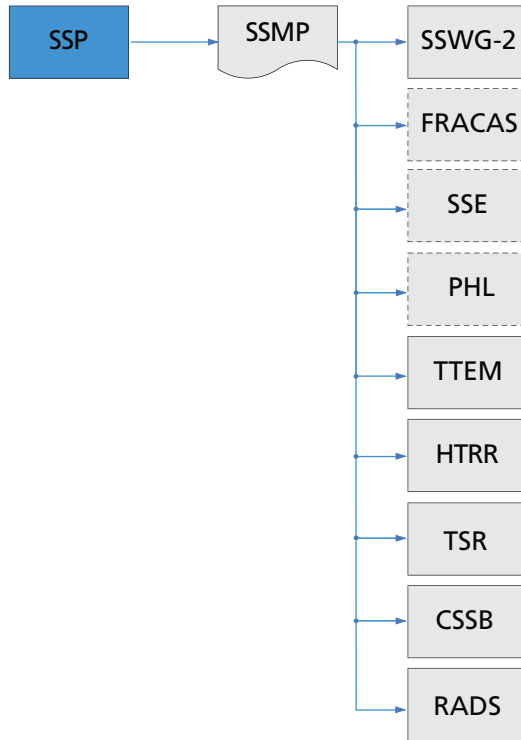 SSP
SSMP
SSWG-2
FRACAS
SSE
PHL
TTEM
HTRR
TSR
CSSB
RADS